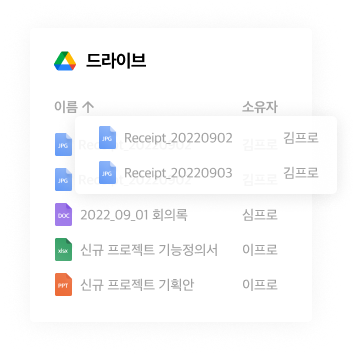 드라이브
이름 ↑ 소유자
JPG Receipt_20220902 김프로
JPG Receipt_20220903 김프로
DOC 2022_09_01 회의록 심프로
xlsx 신규 프로젝트 기능정의서 이프로
PPT 신규 프로젝트 기획안 이프로